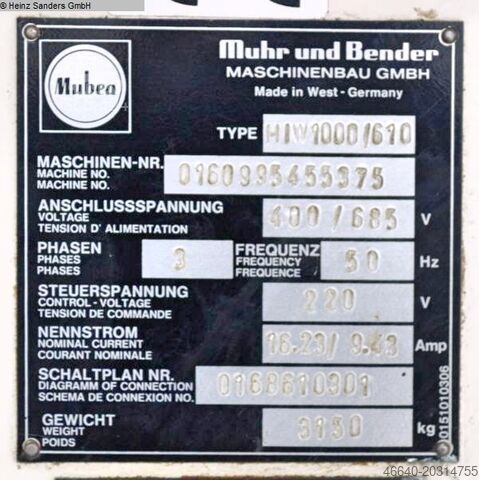 © Heinz Sanders GmbH
Mubea
Muhr und Bender
MASCHINENBAU GMBH
Made in West - Germany
TYPE HIW1000/610
MASCHINEN-NR.
MACHINE NO.
MACHINE NO.
0160995455375
ANSCHLUSSSPANNUNG
VOLTAGE
TENSION D' ALIMENTATION
400/685 V
PHASEN
PHASES
PHASES
3
FREQUENZ
FREQUENCY
FREQUENCE
50 Hz
STEUERSPANNUNG
CONTROL - VOLTAGE
TENSION DE COMMANDE
220 V
NENNSTROM
NOMINAL CURRENT
COURANT NOMINALE
16.23/9.43 Amp
SCHALTPLAN NR.
DIAGRAMM OF CONNECTION
SCHEMA DE CONNEXION NO.
0168610301
GEWICHT
WEIGHT
POIDS
3150 kg
0151010306
46640-20314755